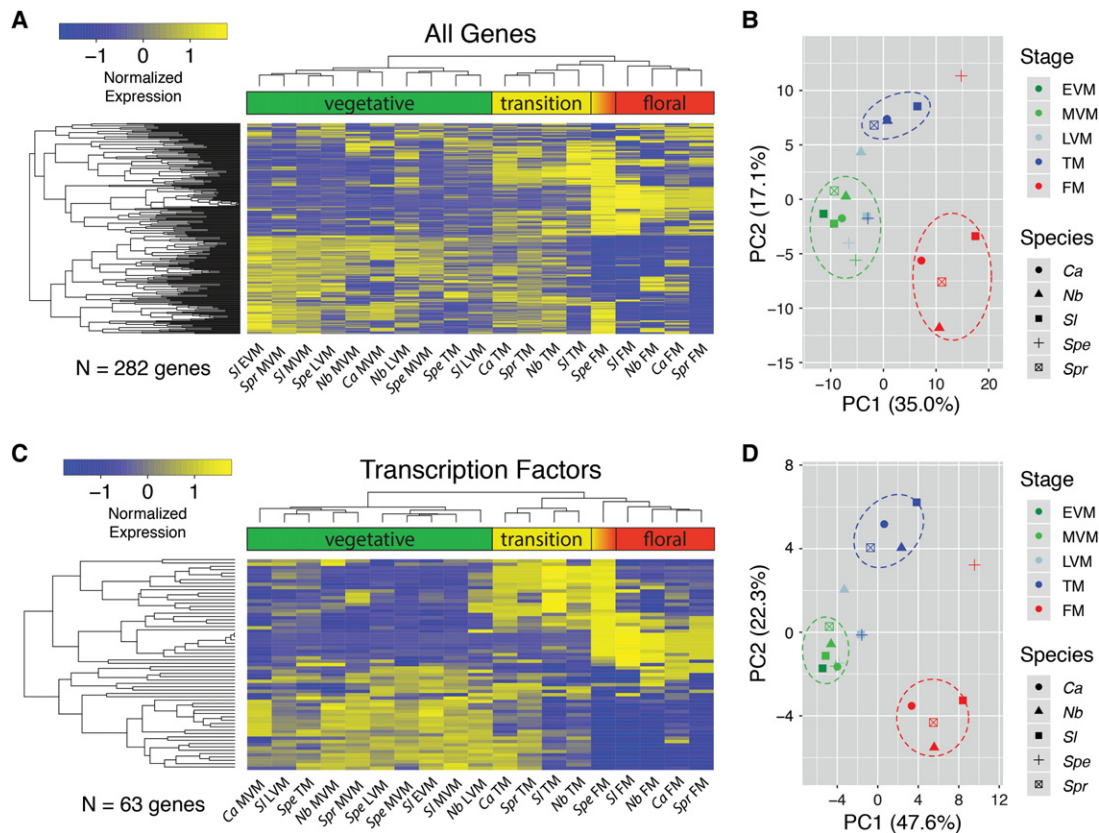 A
−1 0 1
Normalized
Expression
All Genes
vegetative transition floral
N = 282 genes
Sl EVM
Spr MVM
Sl MVM
Spe LVM
Nb MVM
Ca MVM
Nb LVM
Spe MVM
Spe TM
Sl LVM
Ca TM
Spr TM
Nb TM
Sl TM
Spe FM
Sl FM
Nb FM
Ca FM
Spr FM
B
10
5
0
−5
−10
−15
PC2 (17.1%)
−10 0 10 20
PC1 (35.0%)
Stage
EVM
MVM
LVM
TM
FM
Species
Ca
Nb
Sl
Spe
Spr
C
−1 0 1
Normalized
Expression
Transcription Factors
vegetative transition floral
N = 63 genes
Ca MVM
Sl LVM
Spe TM
Nb MVM
Spr MVM
Spe LVM
Spe MVM
Sl EVM
Sl MVM
Nb LVM
Ca TM
Spr TM
Sl TM
Nb TM
Spe FM
Sl FM
Nb FM
Ca FM
Spr FM
D
8
4
0
−4
PC2 (22.3%)
−4 0 4 8 12
PC1 (47.6%)
Stage
EVM
MVM
LVM
TM
FM
Species
Ca
Nb
Sl
Spe
Spr